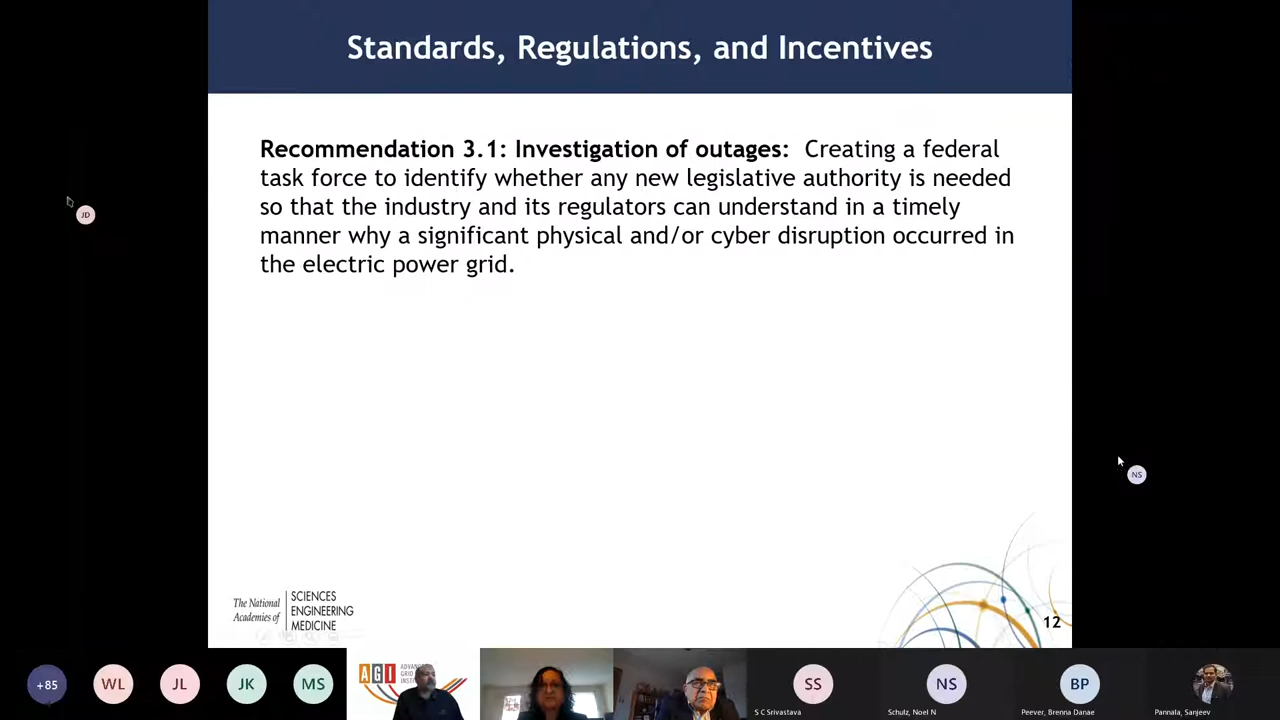 Standards, Regulations, and Incentives
Recommendation 3.1: Investigation of outages: Creating a federal
task force to identify whether any new legislative authority is needed
so that the industry and its regulators can understand in a timely
manner why a significant physical and/or cyber disruption occurred in
the electric power grid.
JD
NS
The National
Academies of
SCIENCES
ENGINEERING
MEDICINE
12
+85
WL
JL
JK
MS
AGI
SS
S C Srivastava
NS
Schulz, Noel N
BP
Peever, Brenna Danae
Pannala, Sanjeev